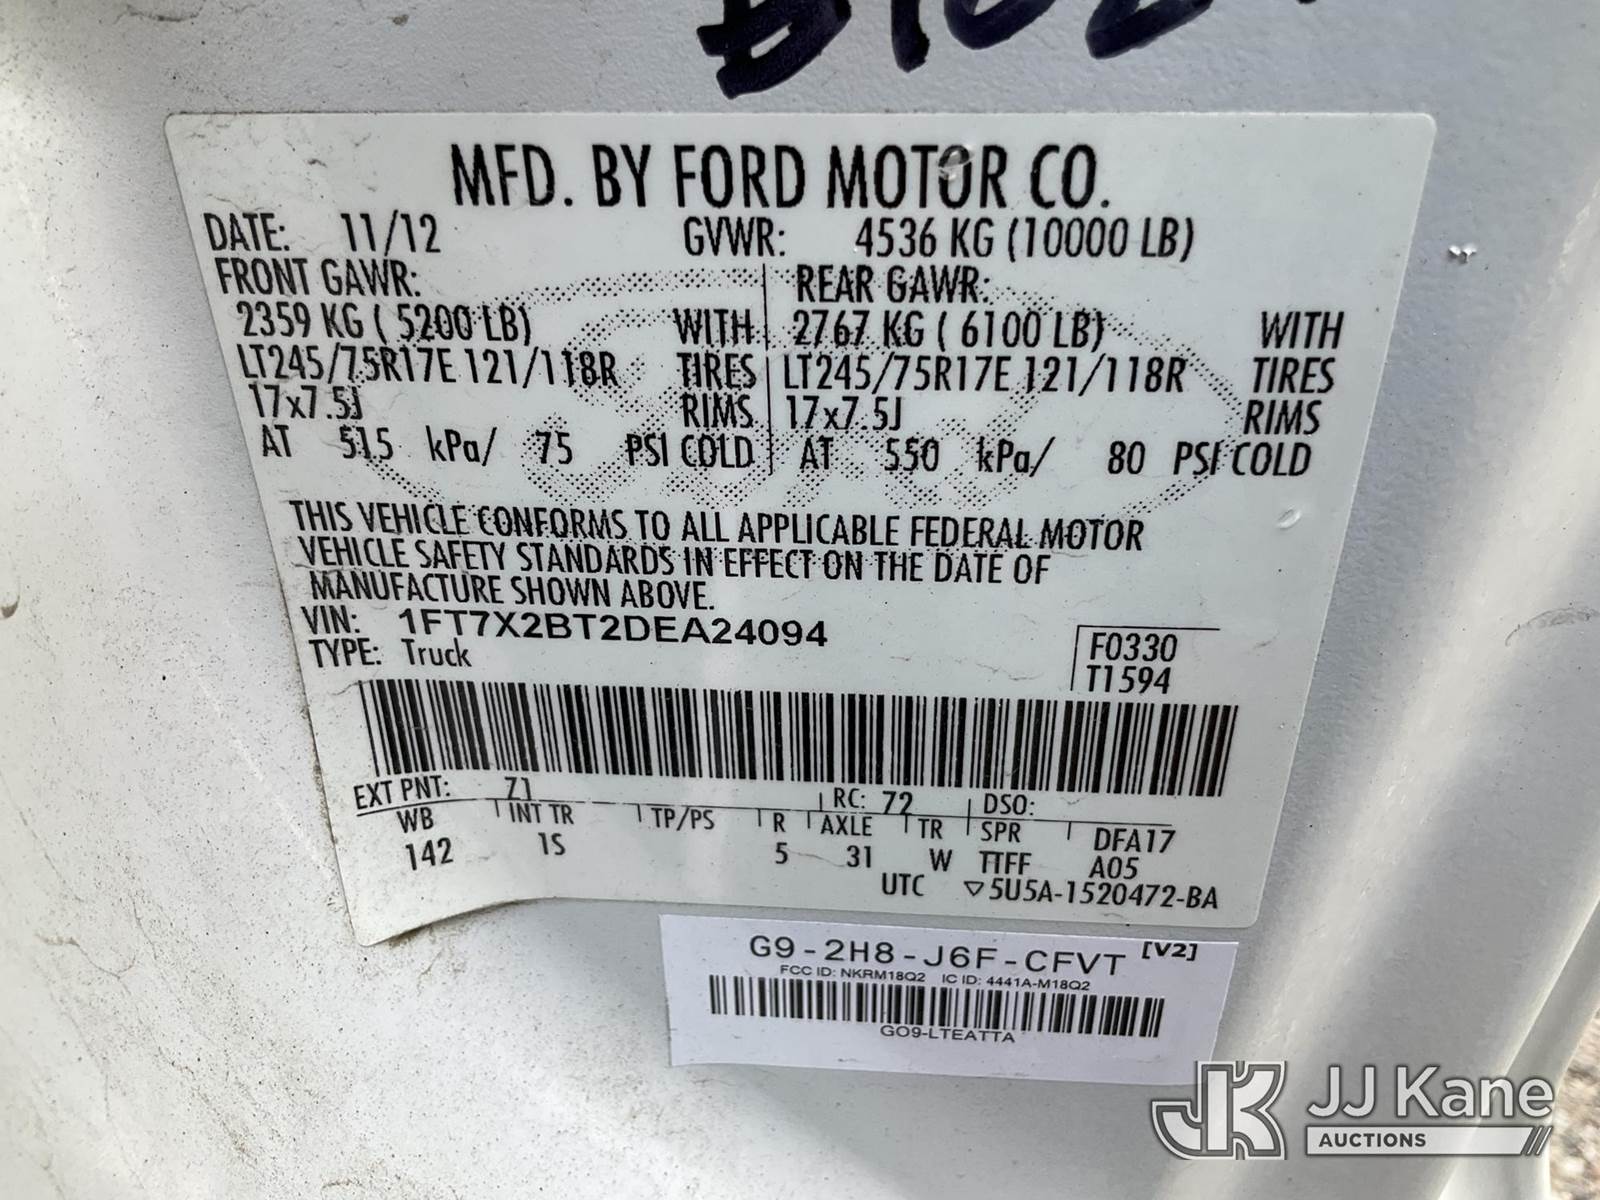 MFD. BY FORD MOTOR CO.
DATE: 11/12 GVWR: 4536 KG (10000 LB)
FRONT GAWR: REAR GAWR:
2359 KG ( 5200 LB) WITH 2767 KG ( 6100 LB) WITH
LT245/75R17E 121/118R TIRES LT245/75R17E 121/118R TIRES
17x7.5J RIMS 17x7.5J RIMS
AT 515 kPa/ 75 PSI COLD AT 550 kPa/ 80 PSI COLD
THIS VEHICLE CONFORMS TO ALL APPLICABLE FEDERAL MOTOR
VEHICLE SAFETY STANDARDS IN EFFECT ON THE DATE OF
MANUFACTURE SHOWN ABOVE.
VIN: 1FT7X2BT2DEA24094
TYPE: Truck
F0330
T1594
EXT PNT: 71 RC: 72 DSO:
WB INT TR TP/PS R AXLE TR SPR DFA17
142 1S 5 31 W TTFF A05
UTC ▽5U5A-1520472-BA
G9-2H8-J6F-CFVT [V2]
FCC ID: NKRM18Q2 IC ID: 4441A-M18Q2
GO9-LTEATTA
JK JJ Kane
AUCTIONS